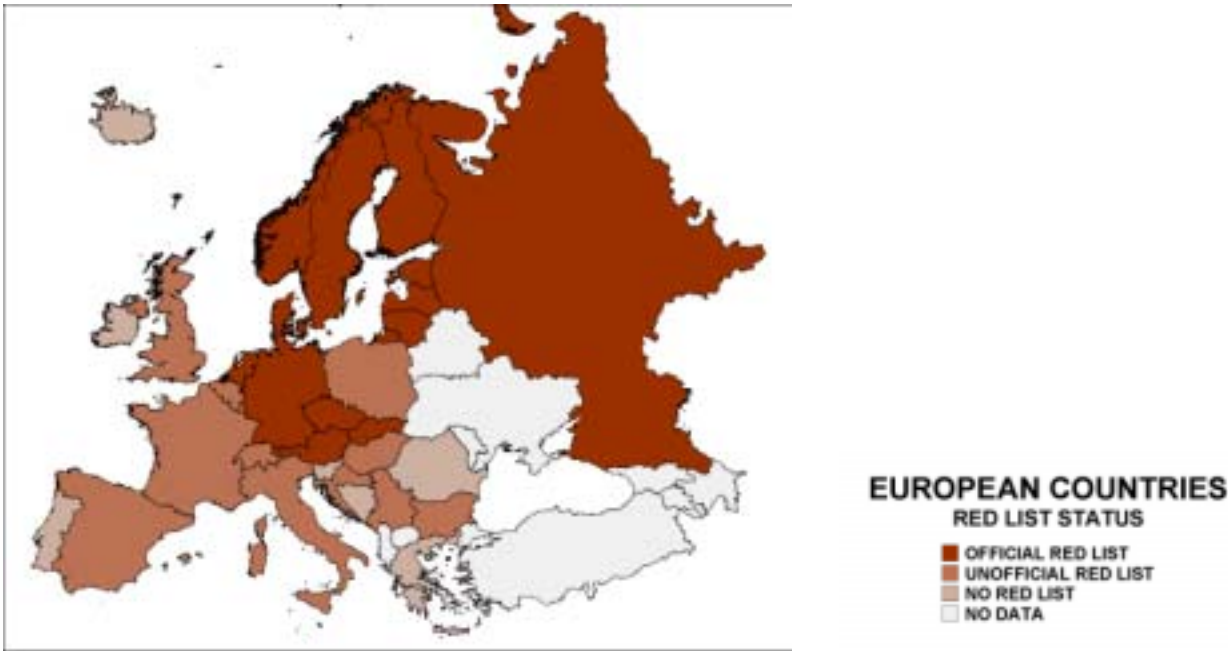 EUROPEAN COUNTRIES
RED LIST STATUS
OFFICIAL RED LIST
UNOFFICIAL RED LIST
NO RED LIST
NO DATA